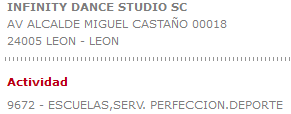 INFINITY DANCE STUDIO SC
AV ALCALDE MIGUEL CASTAÑO 00018
24005 LEON - LEON
Actividad
9672 - ESCUELAS,SERV. PERFECCION.DEPORTE